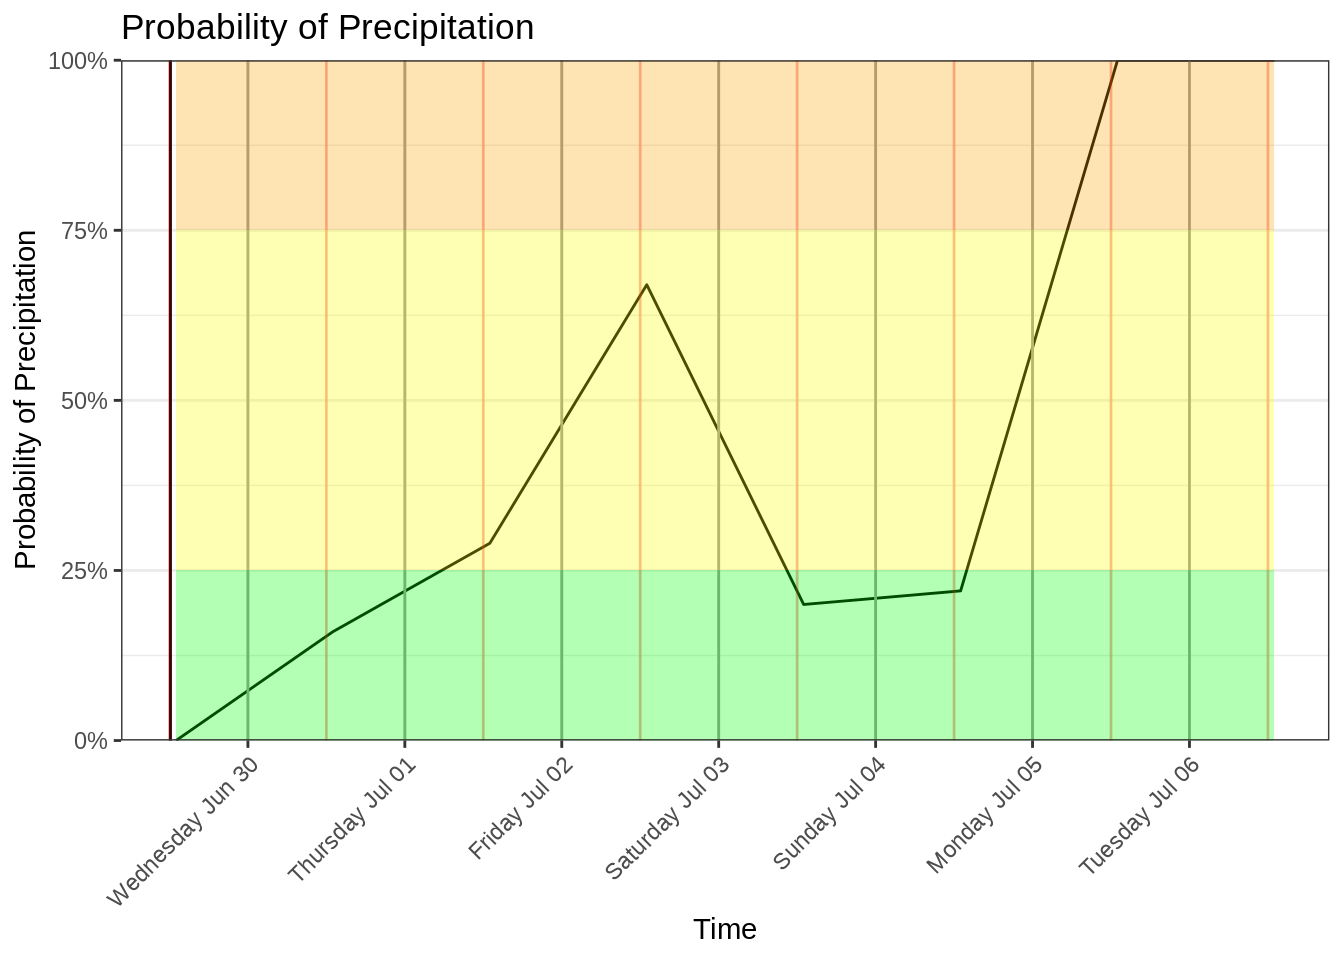 Probability of Precipitation
Probability of Precipitation
100%
75%
50%
25%
0%
Wednesday Jun 30
Thursday Jul 01
Friday Jul 02
Saturday Jul 03
Sunday Jul 04
Monday Jul 05
Tuesday Jul 06
Time